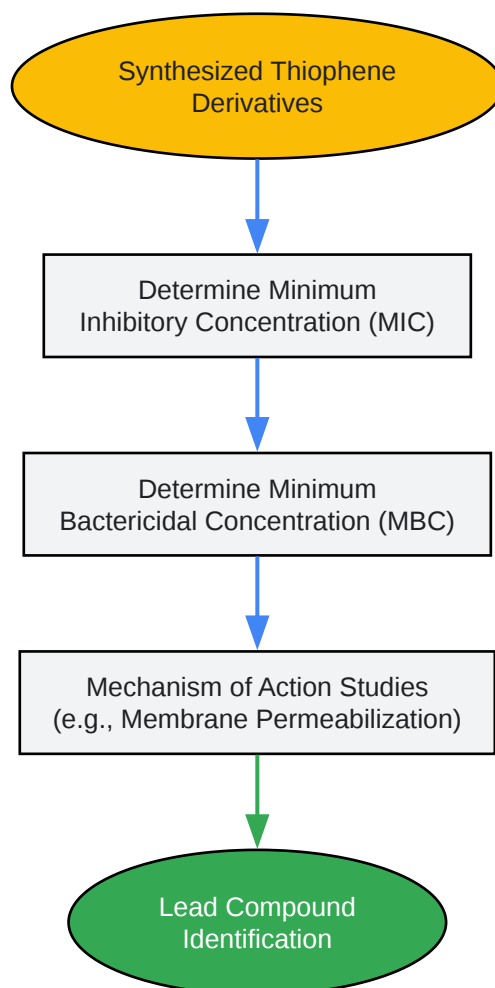 Synthesized Thiophene
Derivatives
Determine Minimum
Inhibitory Concentration (MIC)
Determine Minimum
Bactericidal Concentration (MBC)
Mechanism of Action Studies
(e.g., Membrane Permeabilization)
Lead Compound
Identification